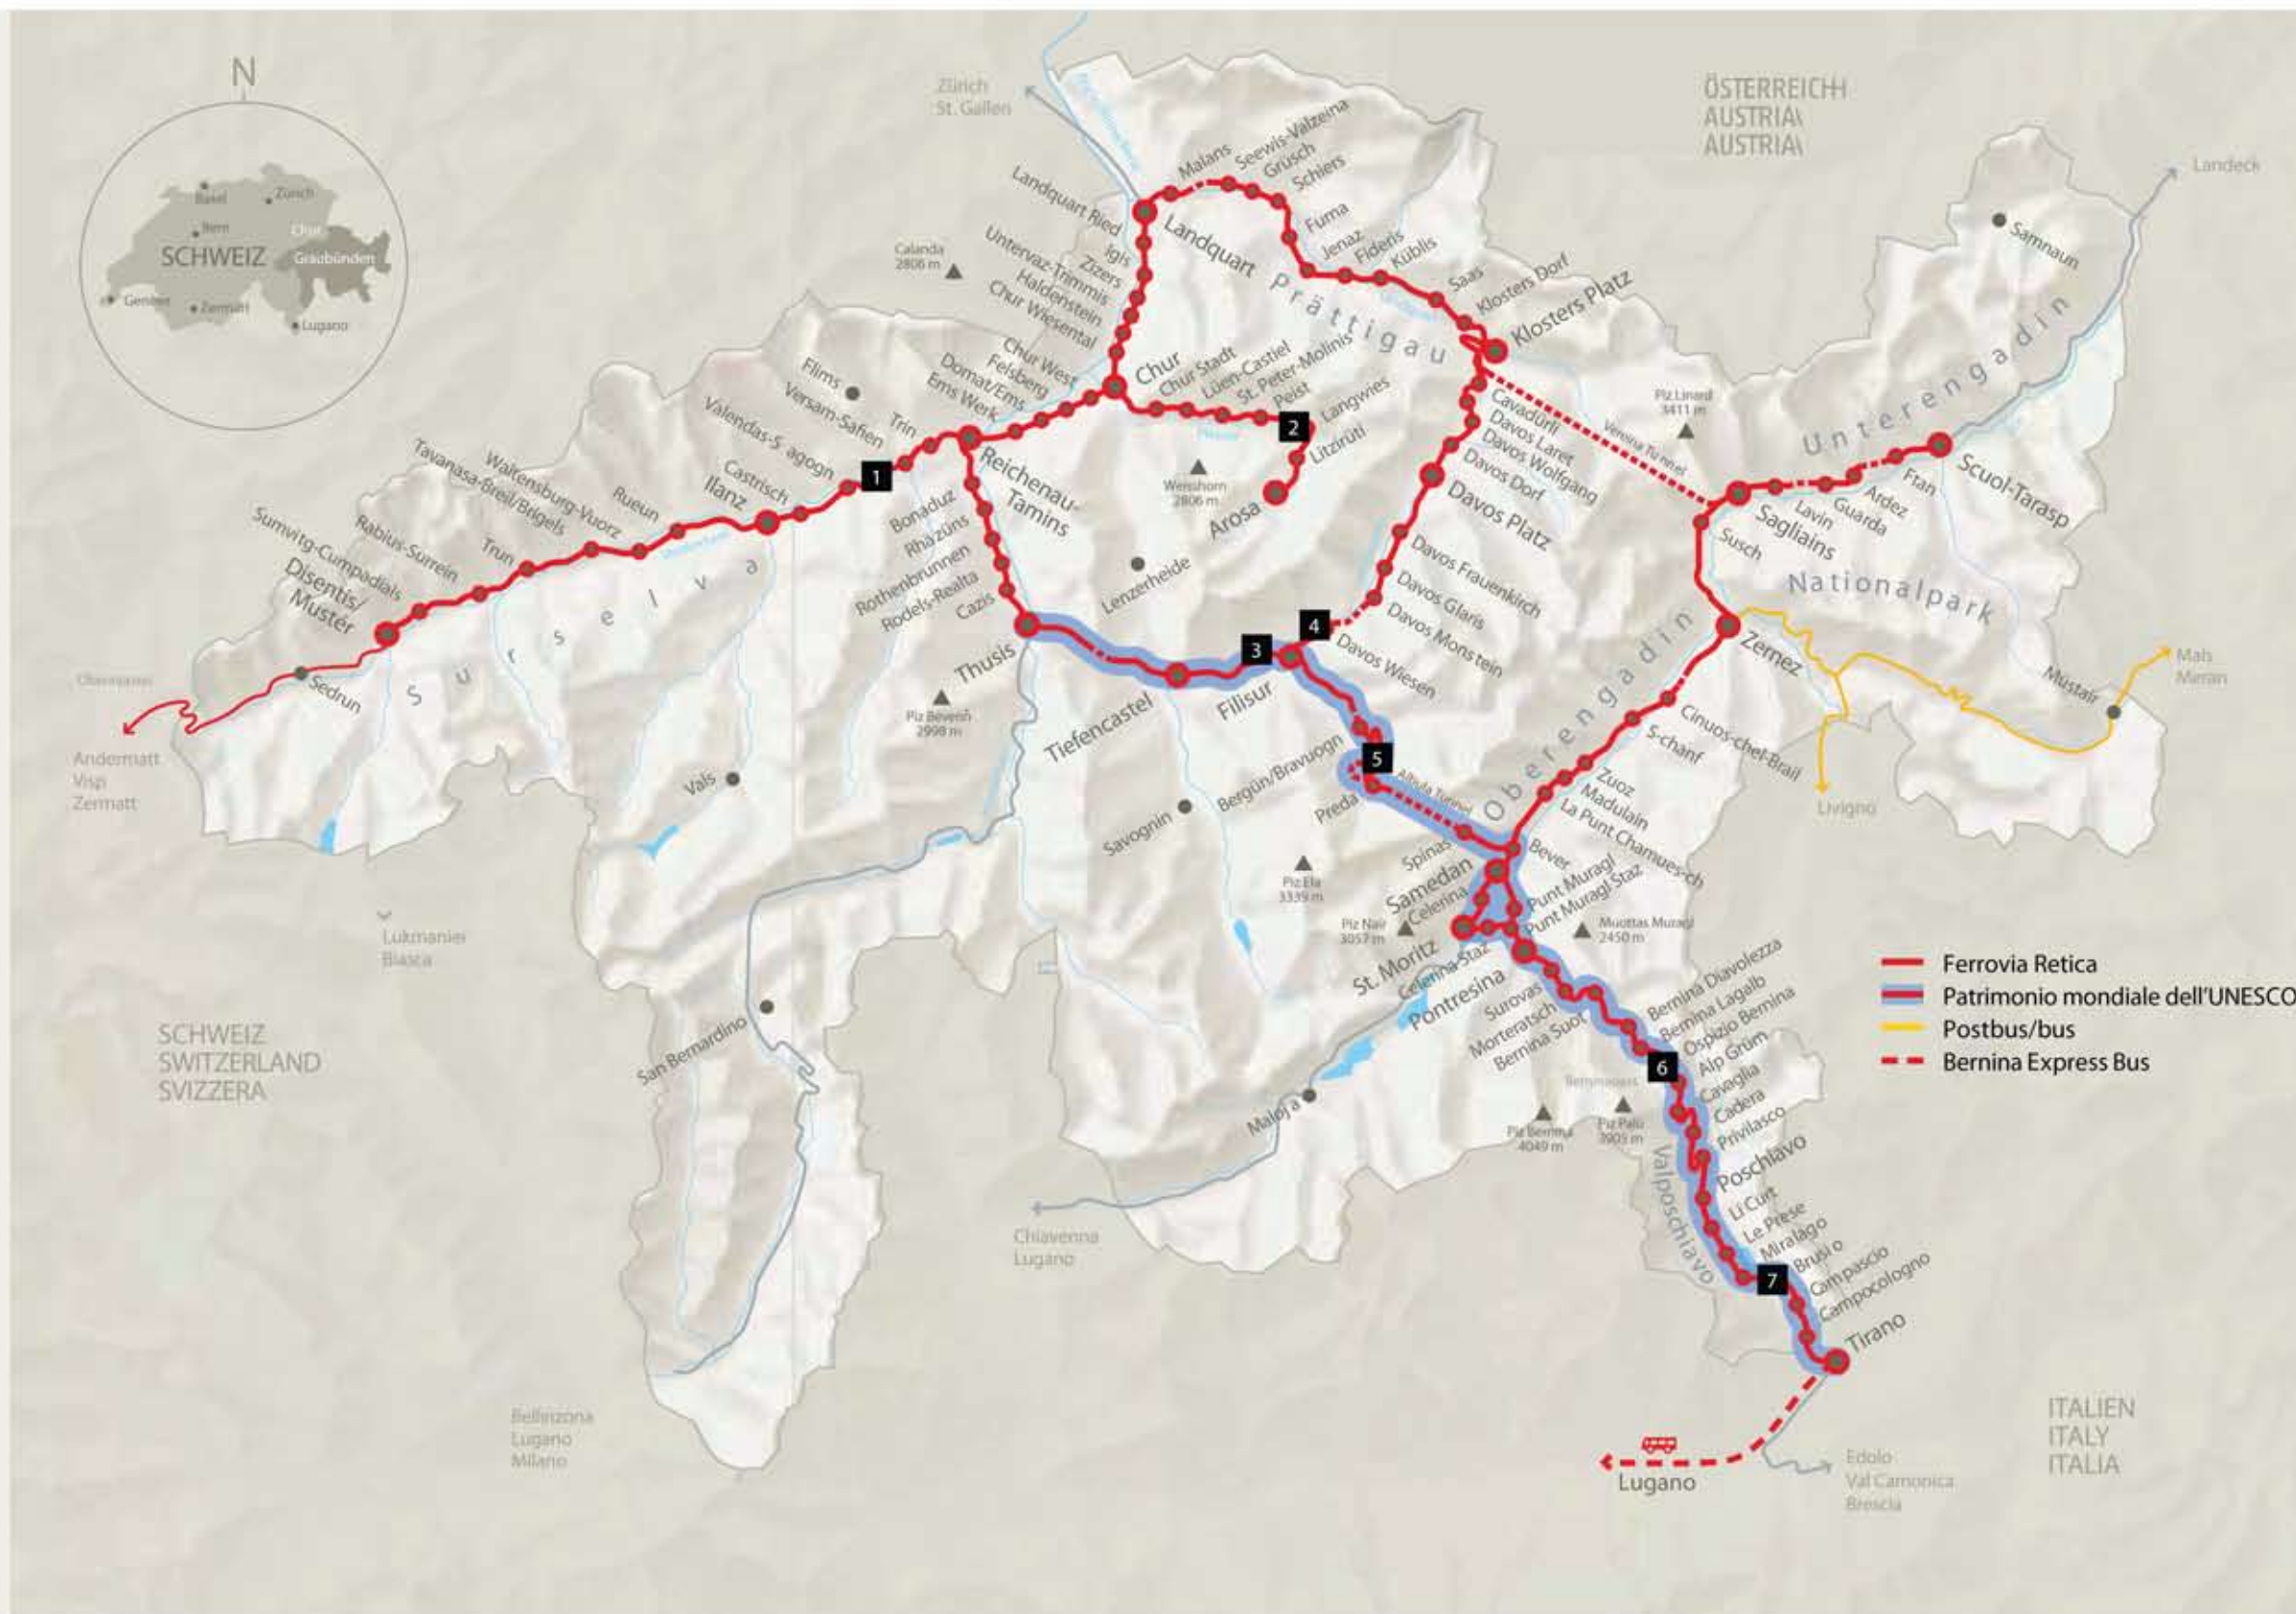 N
Basel
Zürich
Bern
Chur
SCHWEIZ
Graubünden
Zermatt
Lugano
Zürich
St. Gallen
ÖSTERREICH
AUSTRIA
AUSTRIA
Landeck
Samnaun
Calanda
2806 m
Landquart Ried
Igis
Zizers
Untervaz-Trimmis
Haldenstein
Chur Wiesental
Malans
Seewis-Valzeina
Grüsch
Schiers
Landquart
Furna
Jenaz
Fideris
Küblis
Saas
Klosters Dorf
Klosters Platz
Prättigau
Chur West
Felsberg
Domat/Ems
Ems Werk
Chur
Chur Stadt
Lüen-Castiel
St. Peter-Molinis
Peist
2
Langwies
Litzirüti
Arosa
Weisshorn
2806 m
Flims
Versam-Safien
Trin
Valendas-S. agogn
1
Castrisch
Ilanz
Rueun
Waltensburg-Vuorz
Tavanasa-Breil/Brigels
Trun
Rabius-Surrein
Sumvitg-Cumpadials
Disentis/
Mustér
Sedrun
Andermatt
Visp
Zermatt
Surselva
Reichenau-
Tamins
Bonaduz
Rhäzüns
Rothenbrunnen
Rodels-Realta
Cazis
Thusis
Lenzerheide
Cavadürli
Davos Laret
Davos Wolfgang
Davos Dorf
Davos Platz
Davos Frauenkirch
Davos Glaris
Davos Monstein
Davos Wiesen
4
3
Filisur
Tiefencastel
Piz Beverin
2998 m
Vals
Savognin
Bergün/Bravuogn
5
Preda
Albula Tunnel
Piz Ela
3339 m
Spinas
Piz Linard
3411 m
Vereina Tunnel
Unterengadin
Sagliains
Lavin
Guarda
Ardez
Ftan
Scuol-Tarasp
Susch
Nationalpark
Zernez
Müstair
Mals
Meran
Livigno
Oberengadin
Cinuos-chel-Brail
S-chanf
Zuoz
Madulain
La Punt Chamues-ch
Bever
Samedan
Celerina
Punt Muragl
Punt Muragl Staz
Muottas Muragl
2450 m
Piz Nair
3057 m
St. Moritz
Celerina-Staz
Pontresina
Surovas
Morteratsch
Bernina Suot
Bernina Diavolezza
Bernina Lagalb
Ospizio Bernina
6
Alp Grüm
Cavaglia
Cadera
Privilasco
Poschiavo
Piz Bernina
4049 m
Piz Palü
3905 m
Li Curt
Le Prese
Miralago
Valposchiavo
7
Brusio
Campascio
Campocologno
Tirano
Lukmanier
Biasca
San Bernardino
Maloja
Chiavenna
Lugano
SCHWEIZ
SWITZERLAND
SVIZZERA
Bellinzona
Lugano
Milano
Lugano
Edolo
Val Camonica
Brescia
ITALIEN
ITALY
ITALIA
Ferrovia Retica
Patrimonio mondiale dell'UNESCO
Postbus/bus
Bernina Express Bus